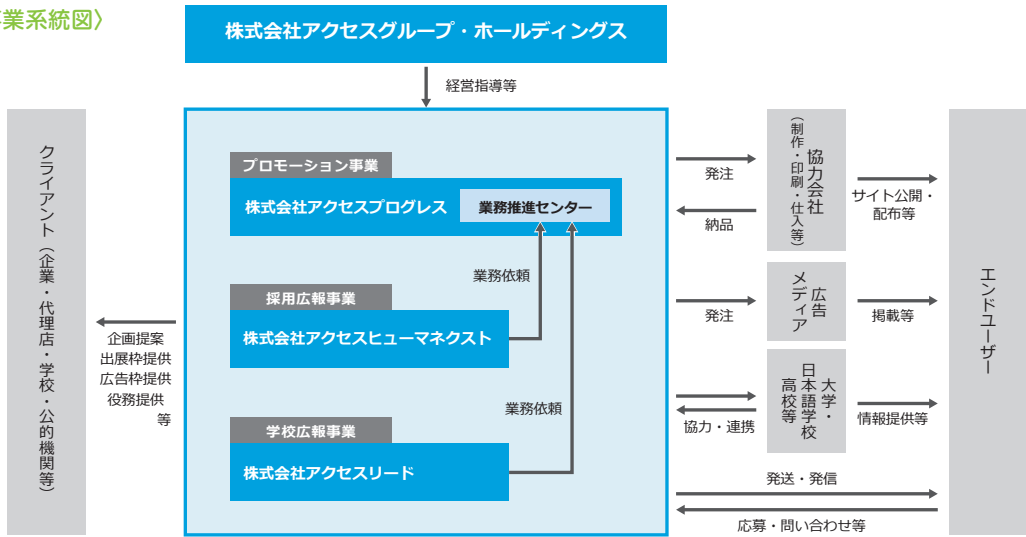 業系統図〉
株式会社アクセスグループ・ホールディングス
経営指導等
クライアント（企業・代理店・学校・公的機関等）
企画提案
出展枠提供
広告枠提供
役務提供
等
プロモーション事業
株式会社アクセスプログレス
業務推進センター
業務依頼
採用広報事業
株式会社アクセスヒューマネクスト
業務依頼
学校広報事業
株式会社アクセスリード
発注
納品
協力会社
（制作・印刷・仕入等）
サイト公開・
配布等
発注
広告
メディア
掲載等
協力・連携
大学・
日本語学校
高校等
情報提供等
発送・発信
応募・問い合わせ等
エンドユーザー